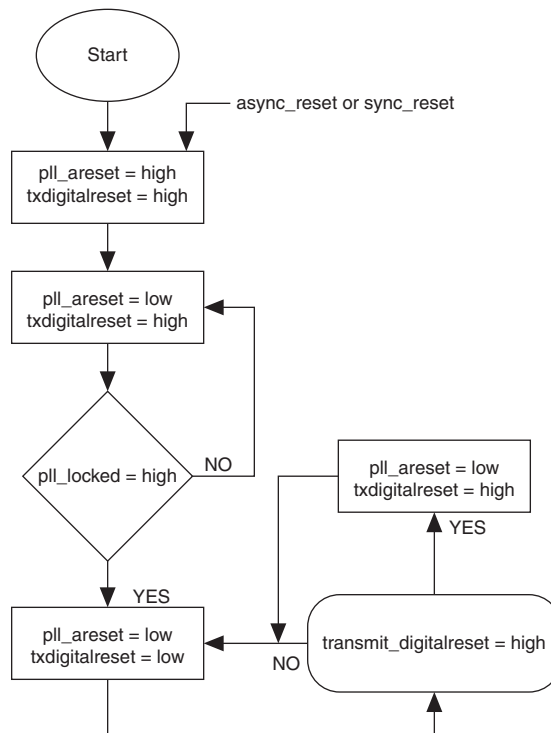 Start
async_reset or sync_reset
pll_areset = high
txdigitalreset = high
pll_areset = low
txdigitalreset = high
pll_locked = high
NO
pll_areset = low
txdigitalreset = high
YES
YES
pll_areset = low
txdigitalreset = low
NO
transmit_digitalreset = high